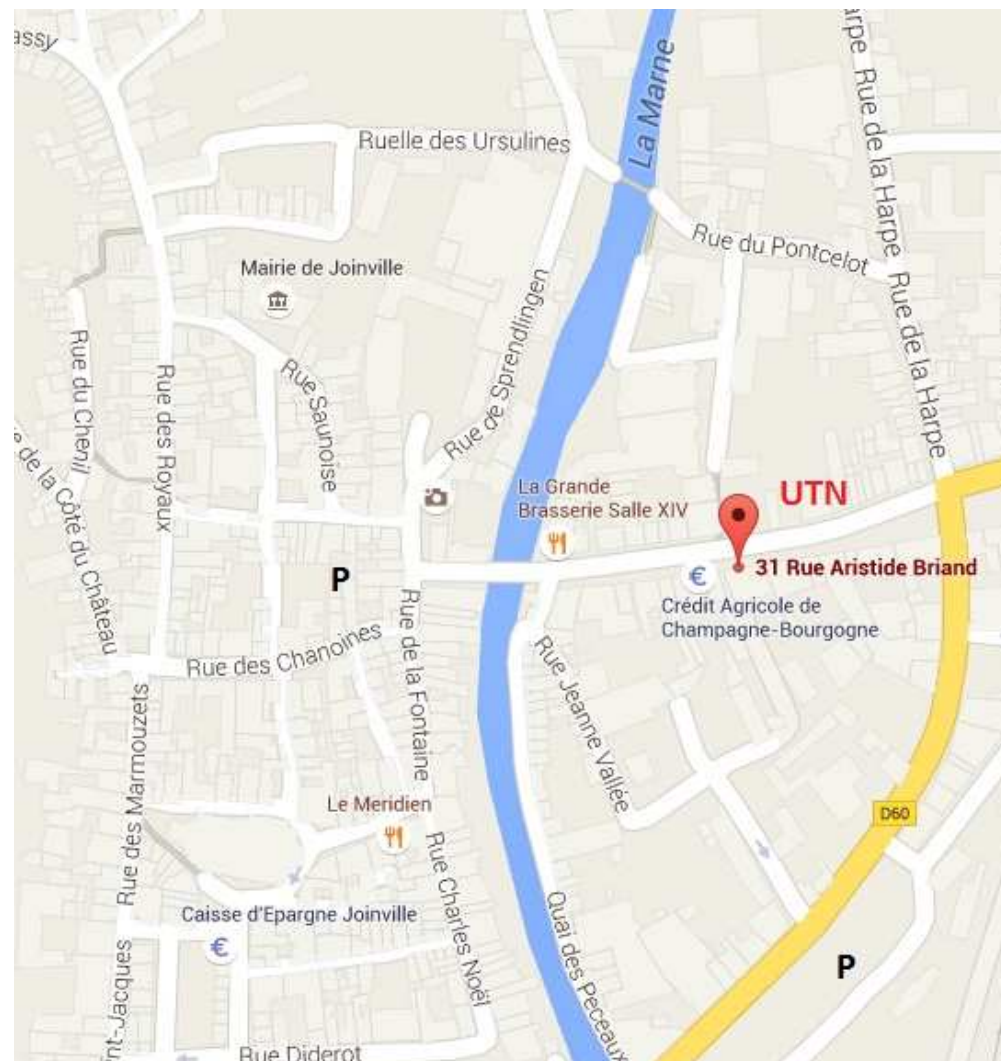 assy
La Marne
arpe
Rue de la Harpe
Ruelle des Ursulines
Rue du Pontcelot
Rue de la Harpe
Mairie de Joinville
Rue du Chenil
Rue des Royaux
Rue Saunoise
Rue de Sprendlingen
La Grande
Brasserie Salle XIV
UTN
31 Rue Aristide Briand
€
Crédit Agricole de
Champagne-Bourgogne
e de la Côté du Château
P
Rue des Chanoines
Rue de la Fontaine
Rue Jeanne Vallée
Rue des Marmouzets
Le Meridien
D60
Rue Charles Noël
Caisse d'Epargne Joinville
€
Quai des Peceaux
P
nt-Jacques
Rue Diderot